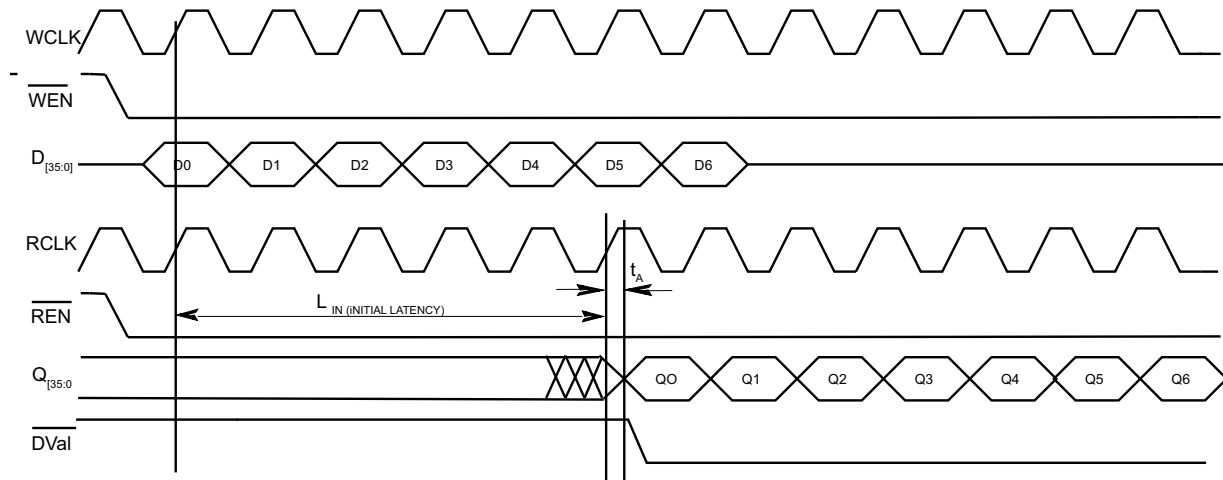 WCLK
WEN
D[35:0]
D0 D1 D2 D3 D4 D5 D6
RCLK
tA
REN
L IN (iNITIAL LATENCY)
Q[35:0
QO Q1 Q2 Q3 Q4 Q5 Q6
DVal